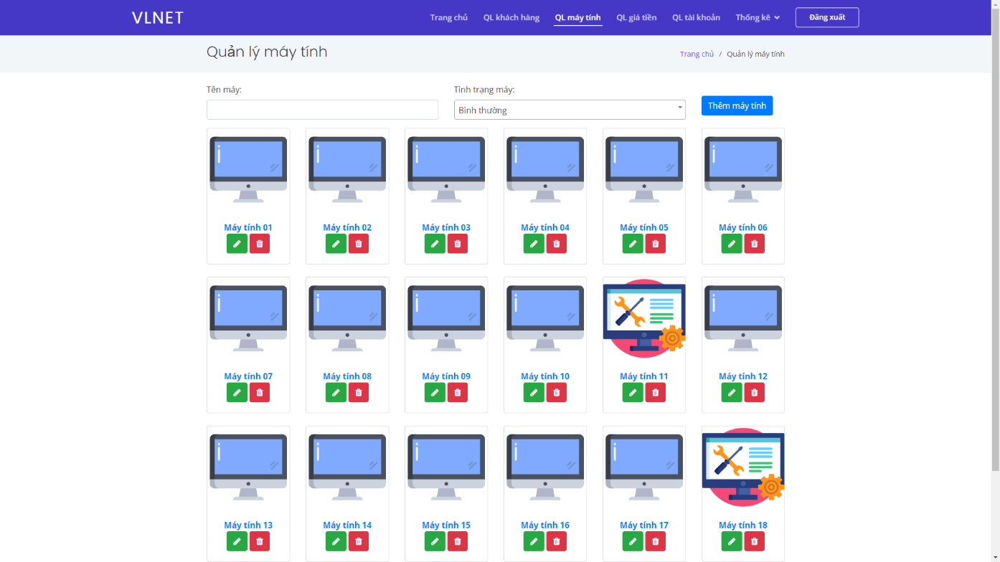 VLNET
Trang chủ QL khách hàng QL máy tính QL giá tiền QL tài khoản Thống kê Đăng xuất
Quản lý máy tính
Trang chủ / Quản lý máy tính
Tên máy:
Tình trạng máy:
Bình thường
Thêm máy tính
Máy tính 01 Máy tính 02 Máy tính 03 Máy tính 04 Máy tính 05 Máy tính 06
Máy tính 07 Máy tính 08 Máy tính 09 Máy tính 10 Máy tính 11 Máy tính 12
Máy tính 13 Máy tính 14 Máy tính 15 Máy tính 16 Máy tính 17 Máy tính 18